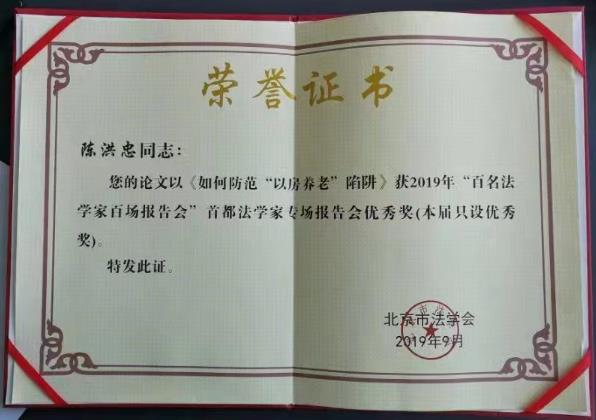 荣誉证书
陈洪忠同志：
您的论文以《如何防范“以房养老”陷阱》获2019年“百名法
学家百场报告会”首都法学家专场报告会优秀奖(本届只设优秀
奖)。
特发此证。
北京市法学会
2019年9月